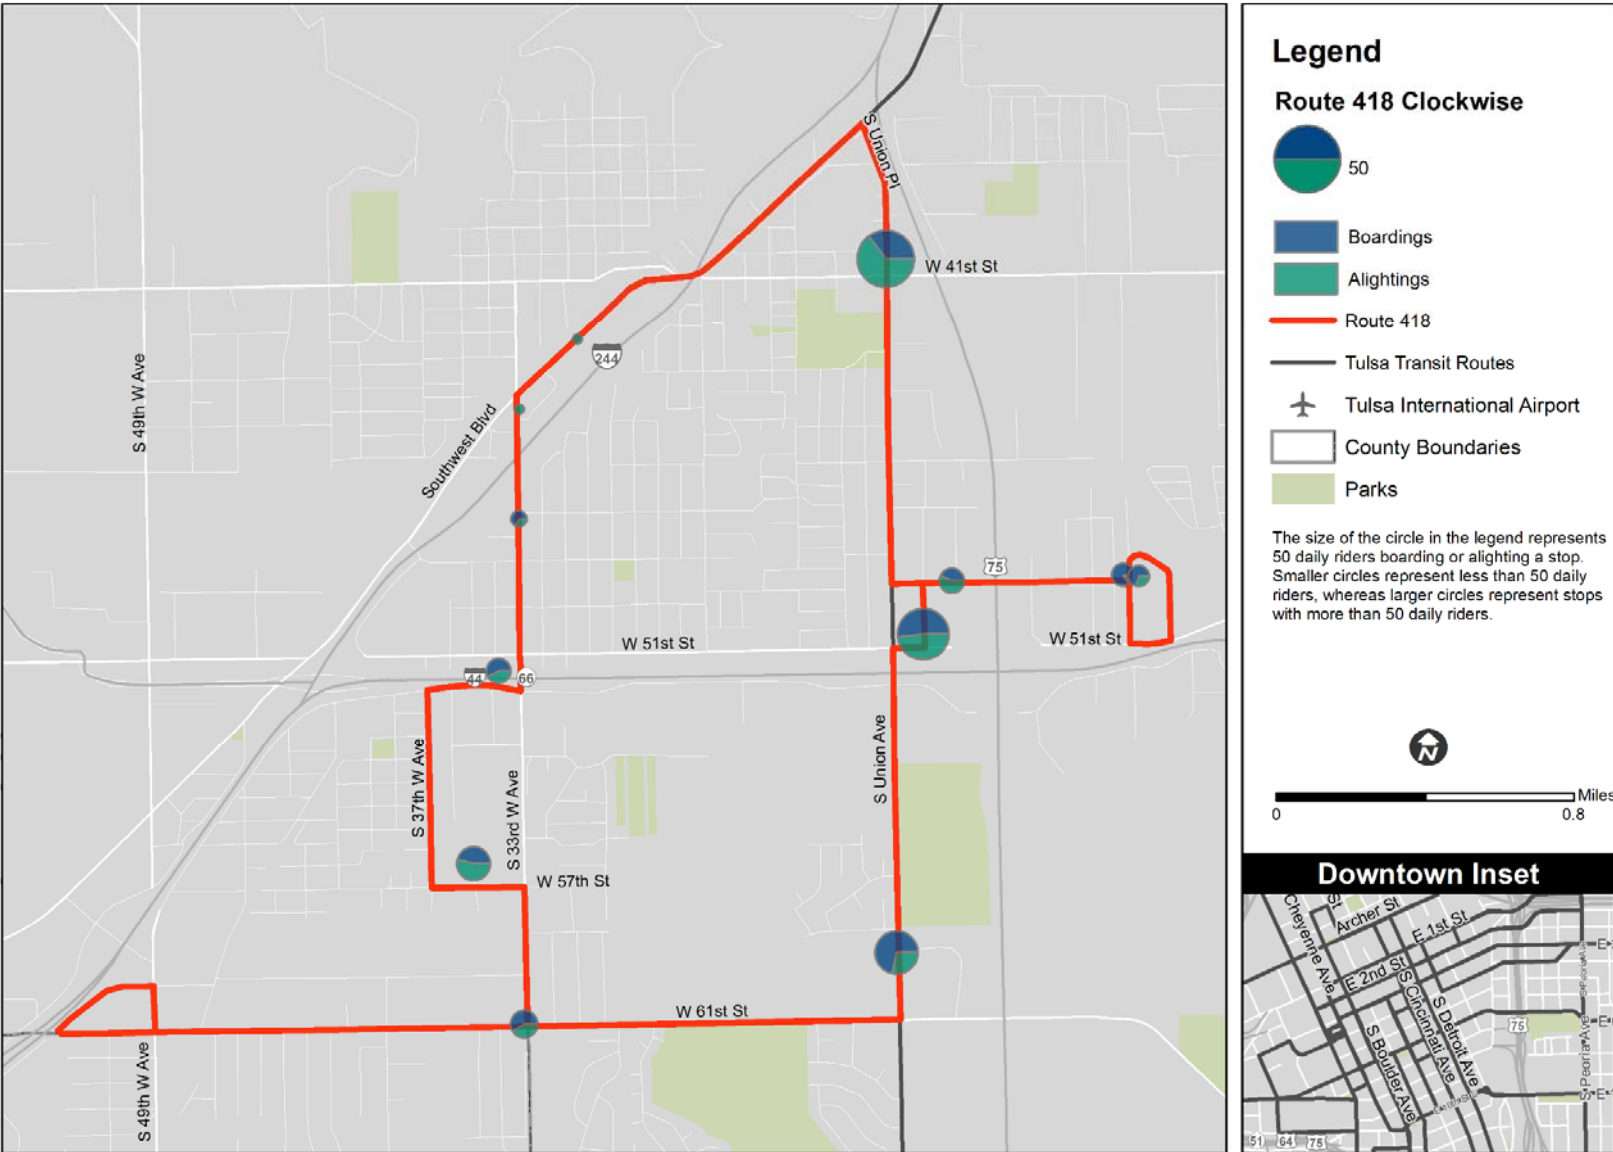 S Union Pl
W 41st St
244
S 49th W Ave
Southwest Blvd
75
W 51st St
W 51st St
44
66
S Union Ave
S 37th W Ave
S 33rd W Ave
W 57th St
W 61st St
S 49th W Ave
Legend
Route 418 Clockwise
50
Boardings
Alightings
Route 418
Tulsa Transit Routes
Tulsa International Airport
County Boundaries
Parks
The size of the circle in the legend represents
50 daily riders boarding or alighting a stop.
Smaller circles represent less than 50 daily
riders, whereas larger circles represent stops
with more than 50 daily riders.
N
Miles
0
0.8
Downtown Inset
St
Cheyenne Ave
Archer St
E 1st St
E 2nd St
S Cincinnati Ave
S Detroit Ave
S Boulder Ave
75
S Peoria Ave
S Peoria Ave
E
E
E
51
64
75